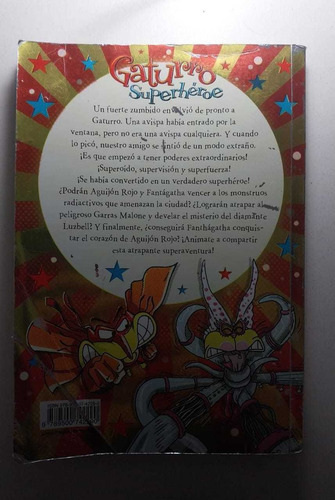 Gaturro
Superhéroe
Un fuerte zumbido envolvió de pronto a
Gaturro. Una avispa había entrado por la
ventana, pero no era una avispa cualquiera. Y cuando
lo picó, nuestro amigo se sintió de un modo extraño.
¡Es que empezó a tener poderes extraordinarios!
¡Superoído, supervisión y superfuerza!
¡Se había convertido en un verdadero superhéroe!
¿Podrán Aguijón Rojo y Fantágatha vencer a los monstruos
radiactivos que amenazan la ciudad? ¿Lograrán atrapar al
peligroso Garras Malone y develar el misterio del diamante
Luzbell? Y finalmente, ¿conseguirá Fanthágatha conquis-
tar el corazón de Aguijón Rojo? ¡Animate a compartir
esta atrapante superaventura!